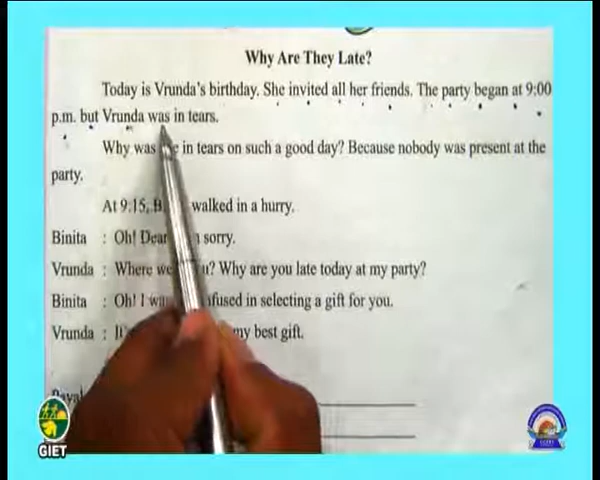 Why Are They Late?
Today is Vrunda's birthday. She invited all her friends. The party began at 9:00
p.m. but Vrunda was in tears.
Why was in tears on such a good day? Because nobody was present at the
party.
At 9:15, walked in a hurry.
Binita : Oh! Dear sorry.
Vrunda : Where Why are you late today at my party?
Binita : Oh! I in selecting a gift for you.
Vrunda : my best gift.
GIET